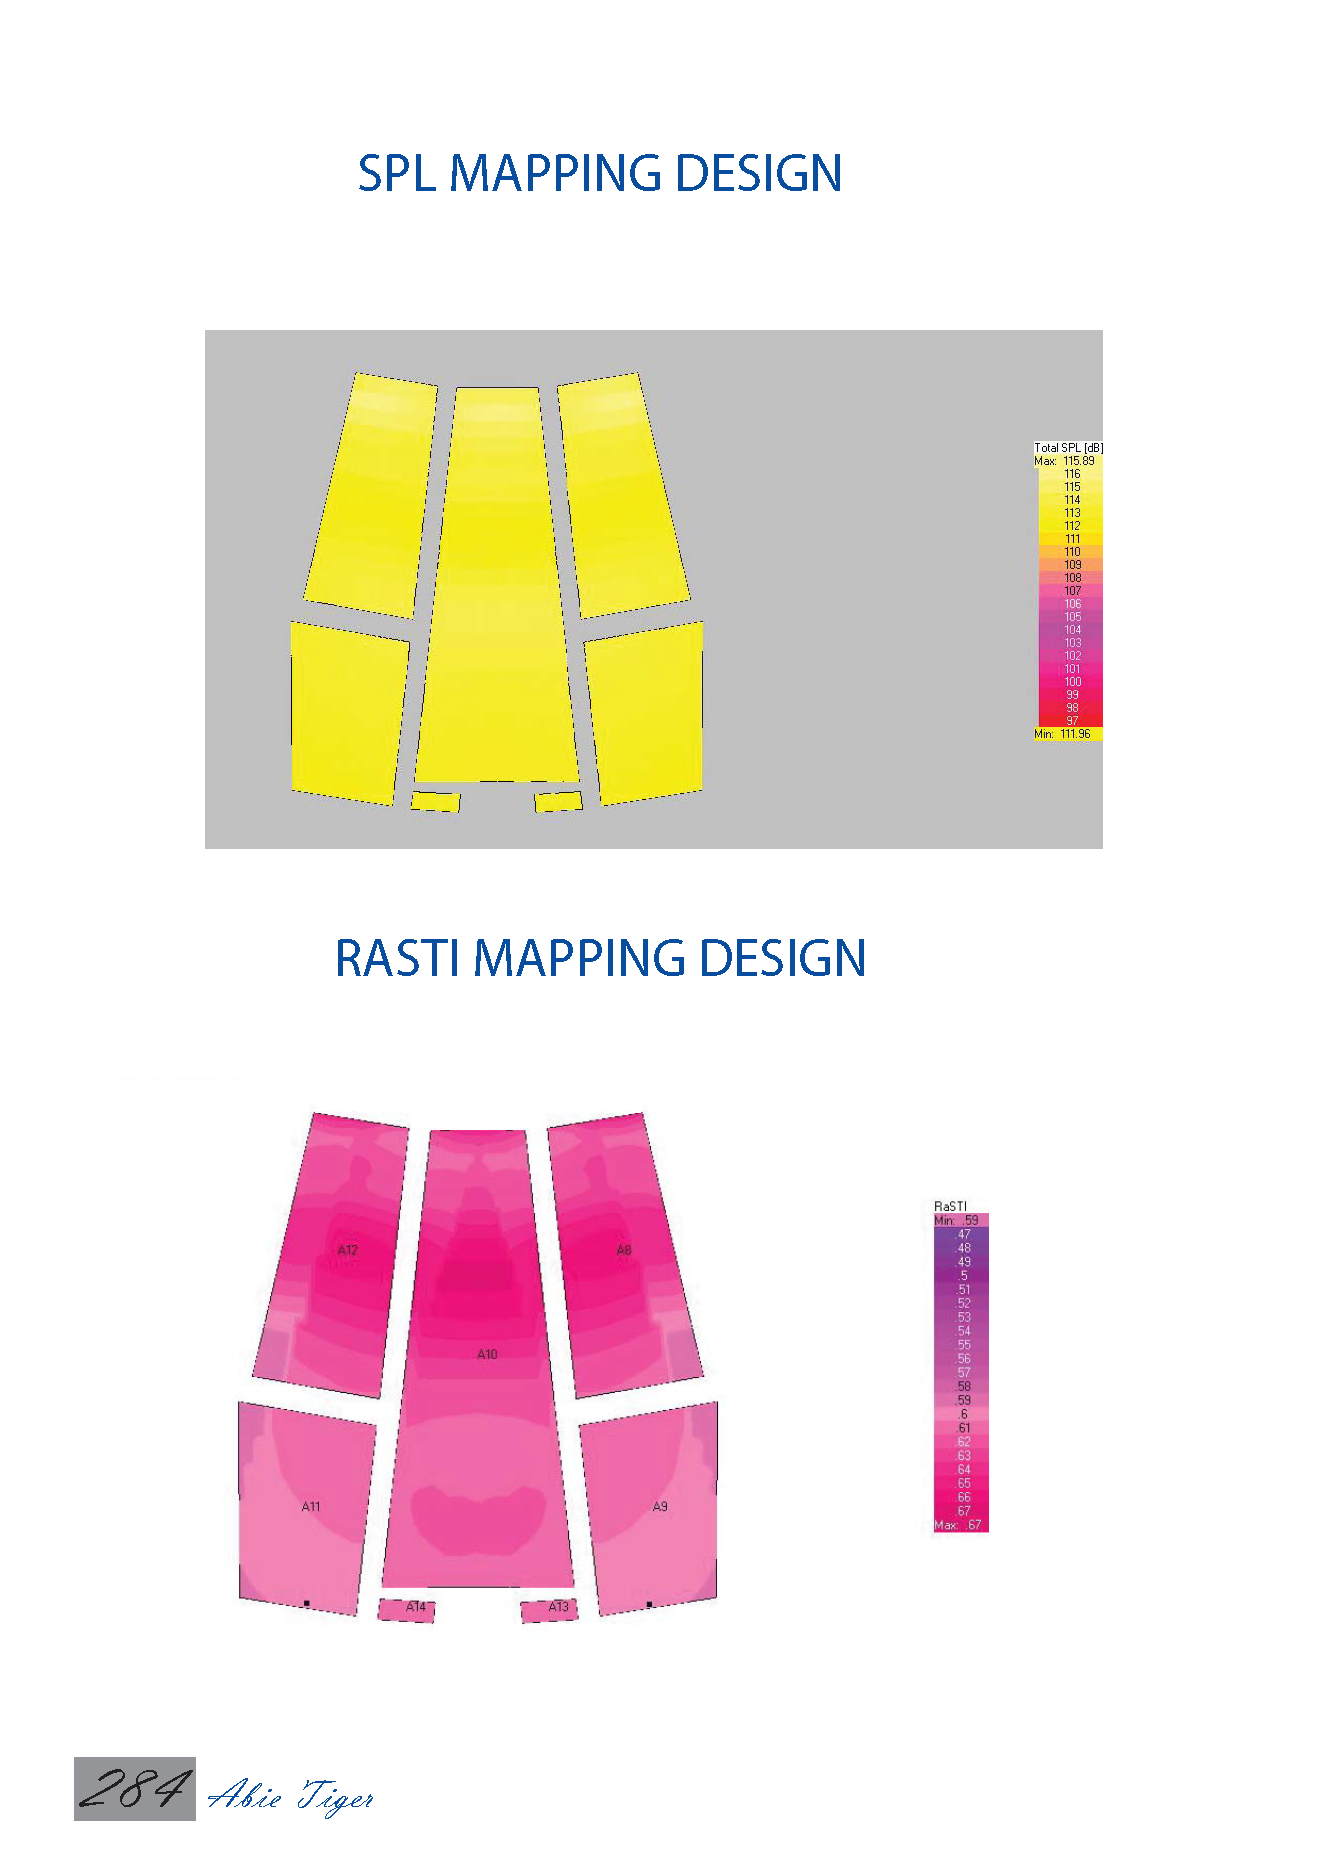 SPL MAPPING DESIGN
Total SPL [dB]
Max: 115.89
116
115
114
113
112
111
110
109
108
107
106
105
104
103
102
101
100
99
98
97
Min: 111.96
RASTI MAPPING DESIGN
RaSTI
Min: .59
.47
.48
.49
.5
.51
.52
.53
.54
.55
.56
.57
.58
.59
.6
.61
.62
.63
.64
.65
.66
.67
Max: .67
A12
A8
A10
A11
A9
A14
A13
284 Abie Tiger